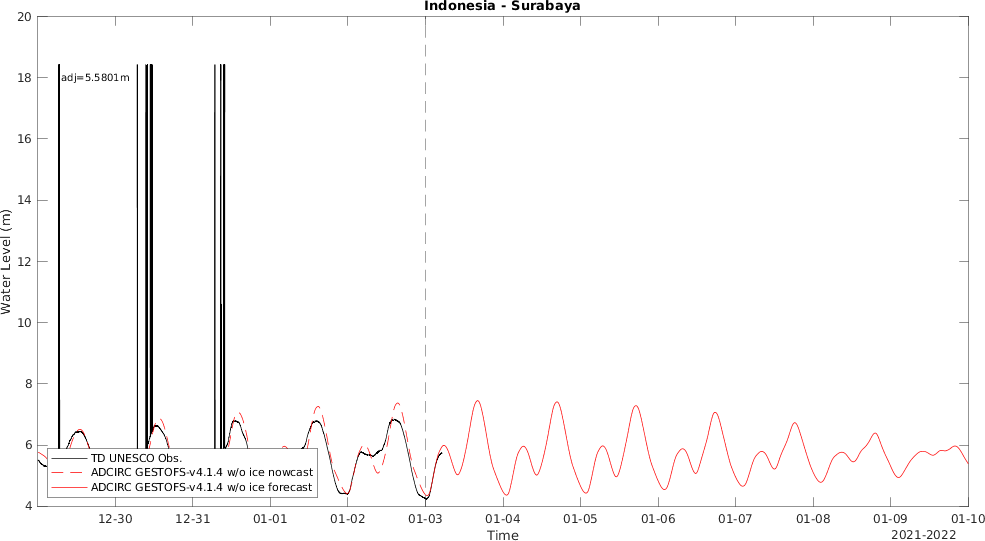 Indonesia - Surabaya
20
18
16
14
12
10
8
6
4
Water Level (m)
adj=5.5801m
TD UNESCO Obs.
ADCIRC GESTOFS-v4.1.4 w/o ice nowcast
ADCIRC GESTOFS-v4.1.4 w/o ice forecast
12-30 12-31 01-01 01-02 01-03 01-04 01-05 01-06 01-07 01-08 01-09 01-10
Time
2021-2022